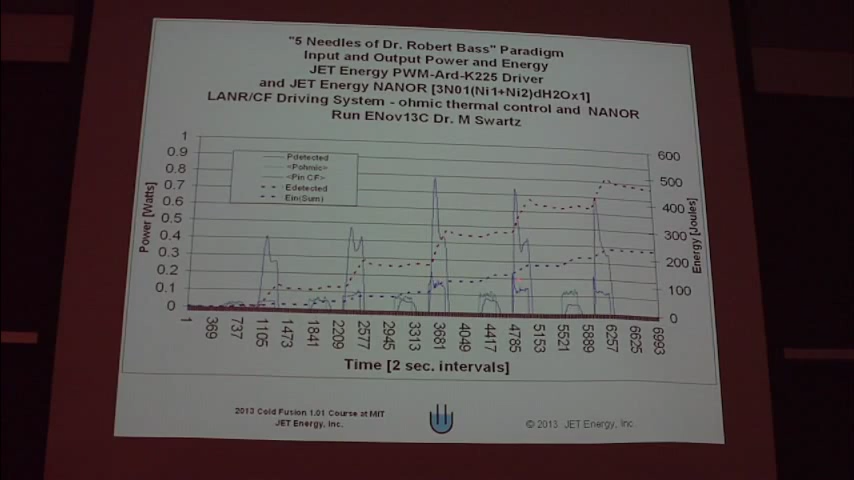 "5 Needles of Dr. Robert Bass" Paradigm
Input and Output Power and Energy
JET Energy PWM-Ard-K225 Driver
and JET Energy NANOR [3N01(Ni1+Ni2)dH2Ox1]
LANR/CF Driving System - ohmic thermal control and NANOR
Run ENov13C Dr. M Swartz
1
0.9
0.8
0.7
0.6
0.5
0.4
0.3
0.2
0.1
0
Power [Watts]
Pdetected
<Pohmic>
<Pin CF>
Edetected
Ein(Sum)
600
500
400
300
200
100
0
Energy [Joules]
1 369 737 1105 1473 1841 2209 2577 2945 3313 3681 4049 4417 4785 5153 5521 5889 6257 6625 6993
Time [2 sec. intervals]
2013 Cold Fusion 1.01 Course at MIT
JET Energy, Inc.
© 2013 JET Energy, Inc.